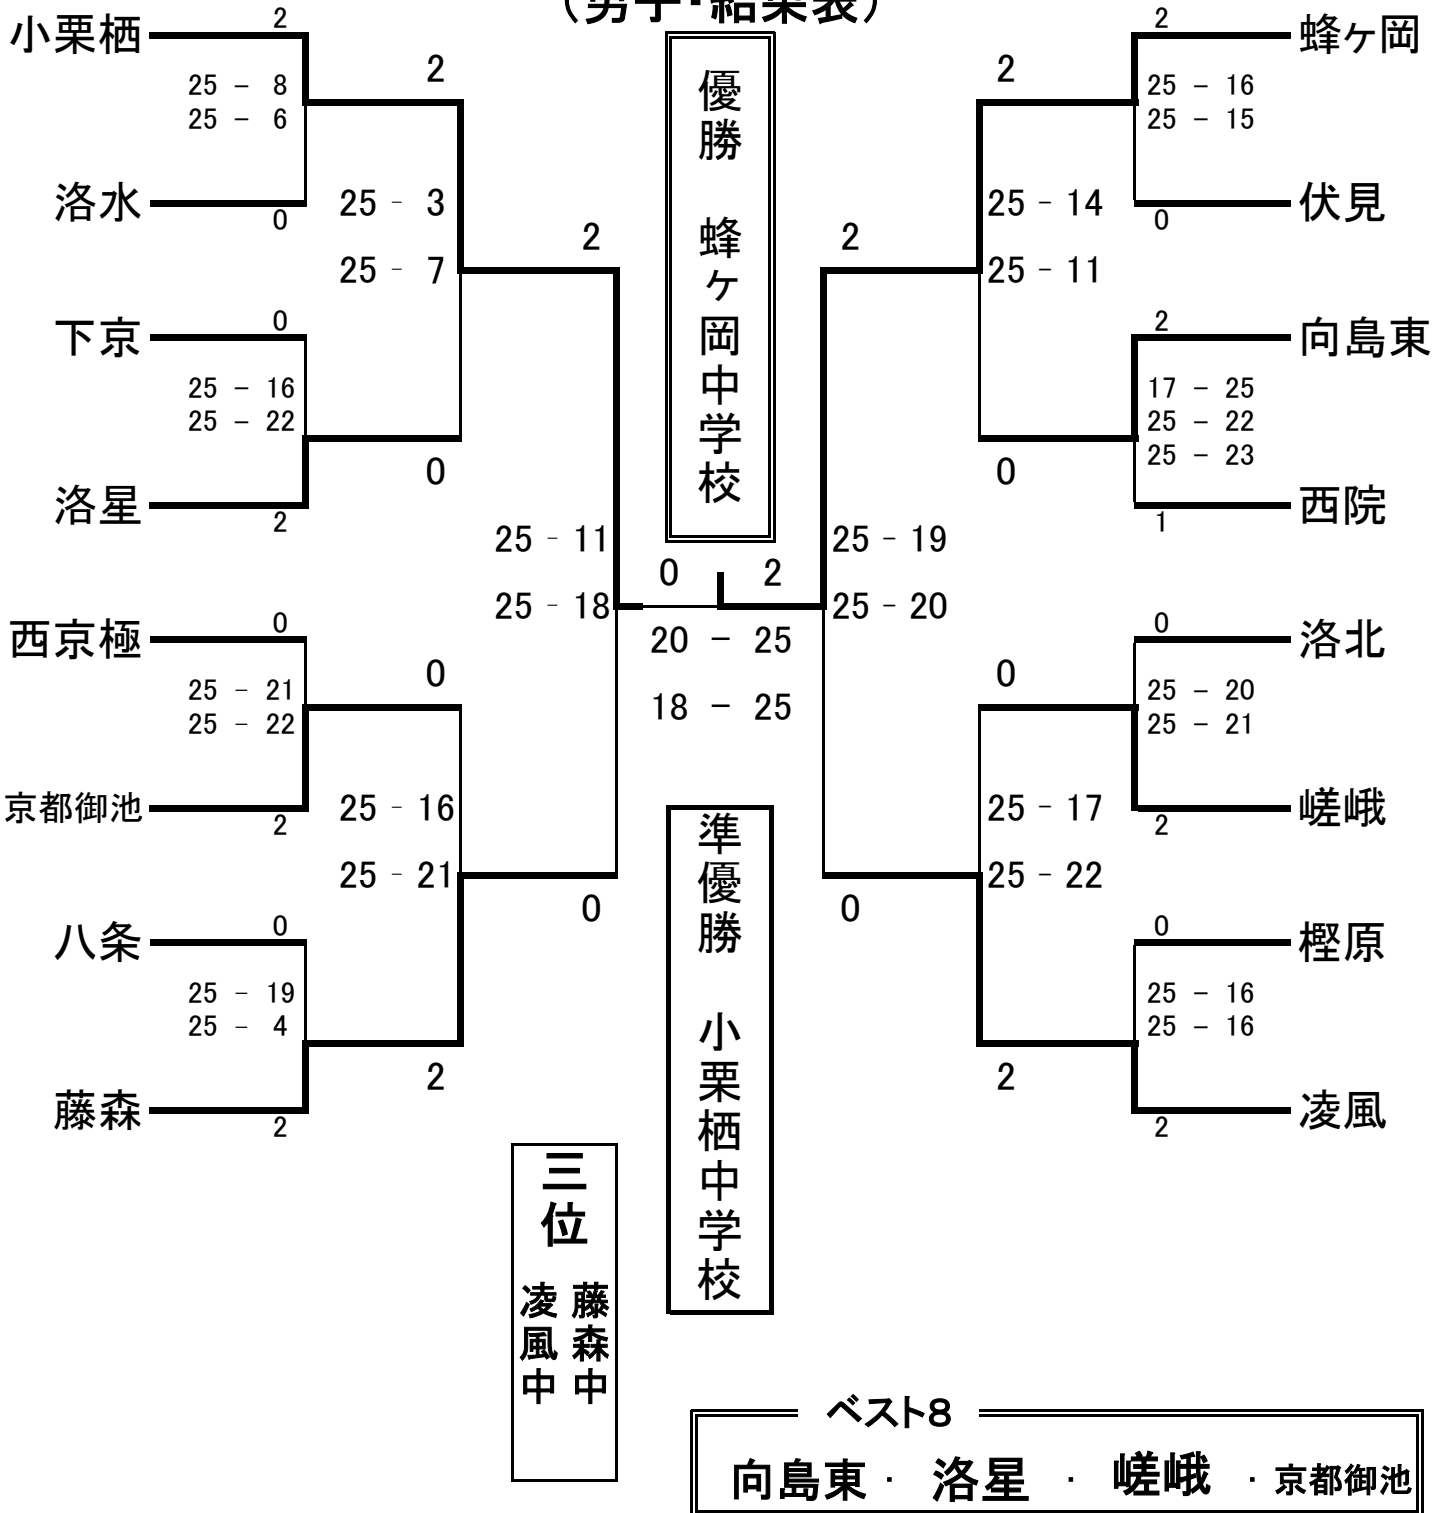 （男子・結果表）
小栗栖
2
25 － 8
25 － 6
洛水
0
下京
0
25 － 16
25 － 22
洛星
2
西京極
0
25 － 21
25 － 22
京都御池
2
八条
0
25 － 19
25 － 4
藤森
2
2
25 － 3
25 － 7
0
0
25 － 16
25 － 21
2
2
25 － 11
25 － 18
0
優勝 蜂ヶ岡中学校
0 2
20 － 25
18 － 25
準優勝 小栗栖中学校
2
25 － 19
25 － 20
0
2
25 － 14
25 － 11
0
0
25 － 17
25 － 22
2
2
蜂ヶ岡
25 － 16
25 － 15
0
伏見
2
向島東
17 － 25
25 － 22
25 － 23
1
西院
0
洛北
25 － 20
25 － 21
2
嵯峨
0
樫原
25 － 16
25 － 16
2
凌風
三位
藤森中
凌風中
ベスト8
向島東 ・ 洛星 ・ 嵯峨 ・ 京都御池